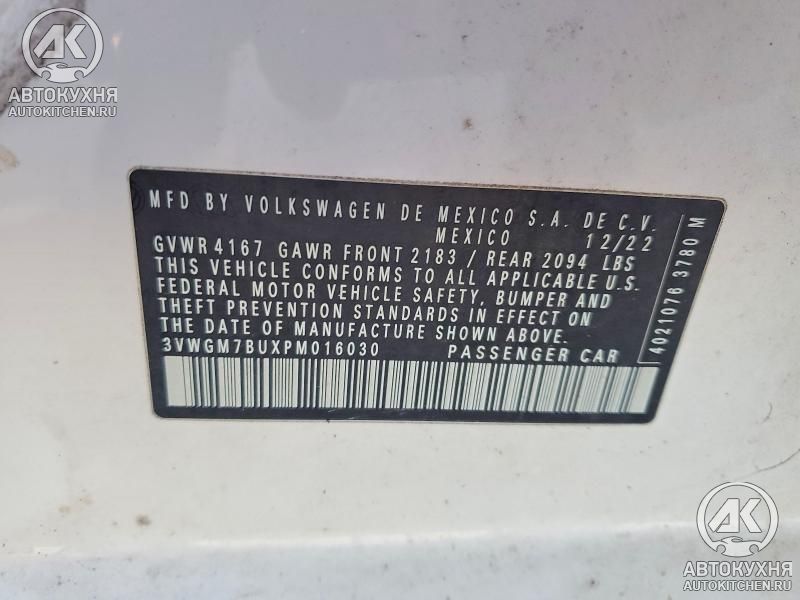 АК
АВТОКУХНЯ
AUTOKITCHEN.RU
MFD BY VOLKSWAGEN DE MEXICO S.A. DE C.V.
MEXICO 12/22
GVWR 4167 GAWR FRONT 2183 / REAR 2094 LBS
THIS VEHICLE CONFORMS TO ALL APPLICABLE U.S.
FEDERAL MOTOR VEHICLE SAFETY, BUMPER AND
THEFT PREVENTION STANDARDS IN EFFECT ON
THE DATE OF MANUFACTURE SHOWN ABOVE.
3VWGM7BUXPM016030 PASSENGER CAR
4021076 3780 M
АК
АВТОКУХНЯ
AUTOKITCHEN.RU